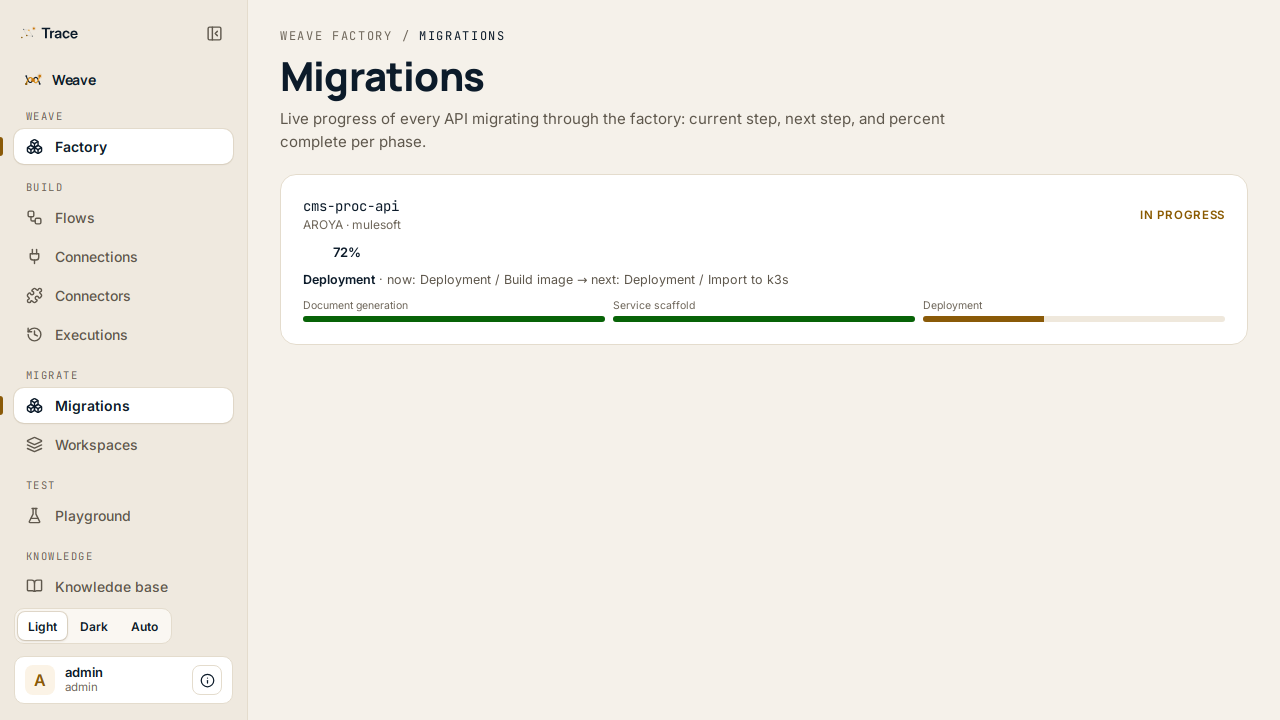 Trace
Weave
WEAVE
Factory
BUILD
Flows
Connections
Connectors
Executions
MIGRATE
Migrations
Workspaces
TEST
Playground
KNOWLEDGE
Knowledge base
Light Dark Auto
A
admin
admin
WEAVE FACTORY / MIGRATIONS
Migrations
Live progress of every API migrating through the factory: current step, next step, and percent
complete per phase.
cms-proc-api
AROYA · mulesoft
IN PROGRESS
72%
Deployment · now: Deployment / Build image → next: Deployment / Import to k3s
Document generation Service scaffold Deployment